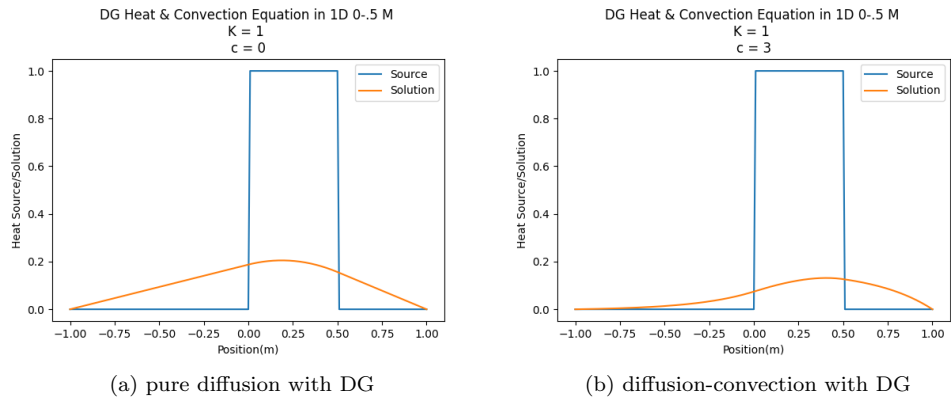 DG Heat & Convection Equation in 1D 0-.5 M
K = 1
c = 0
Source
Solution
Heat Source/Solution
1.0
0.8
0.6
0.4
0.2
0.0
-1.00 -0.75 -0.50 -0.25 0.00 0.25 0.50 0.75 1.00
Position(m)
(a) pure diffusion with DG
DG Heat & Convection Equation in 1D 0-.5 M
K = 1
c = 3
Source
Solution
Heat Source/Solution
1.0
0.8
0.6
0.4
0.2
0.0
−1.00 −0.75 −0.50 −0.25 0.00 0.25 0.50 0.75 1.00
Position(m)
(b) diffusion-convection with DG